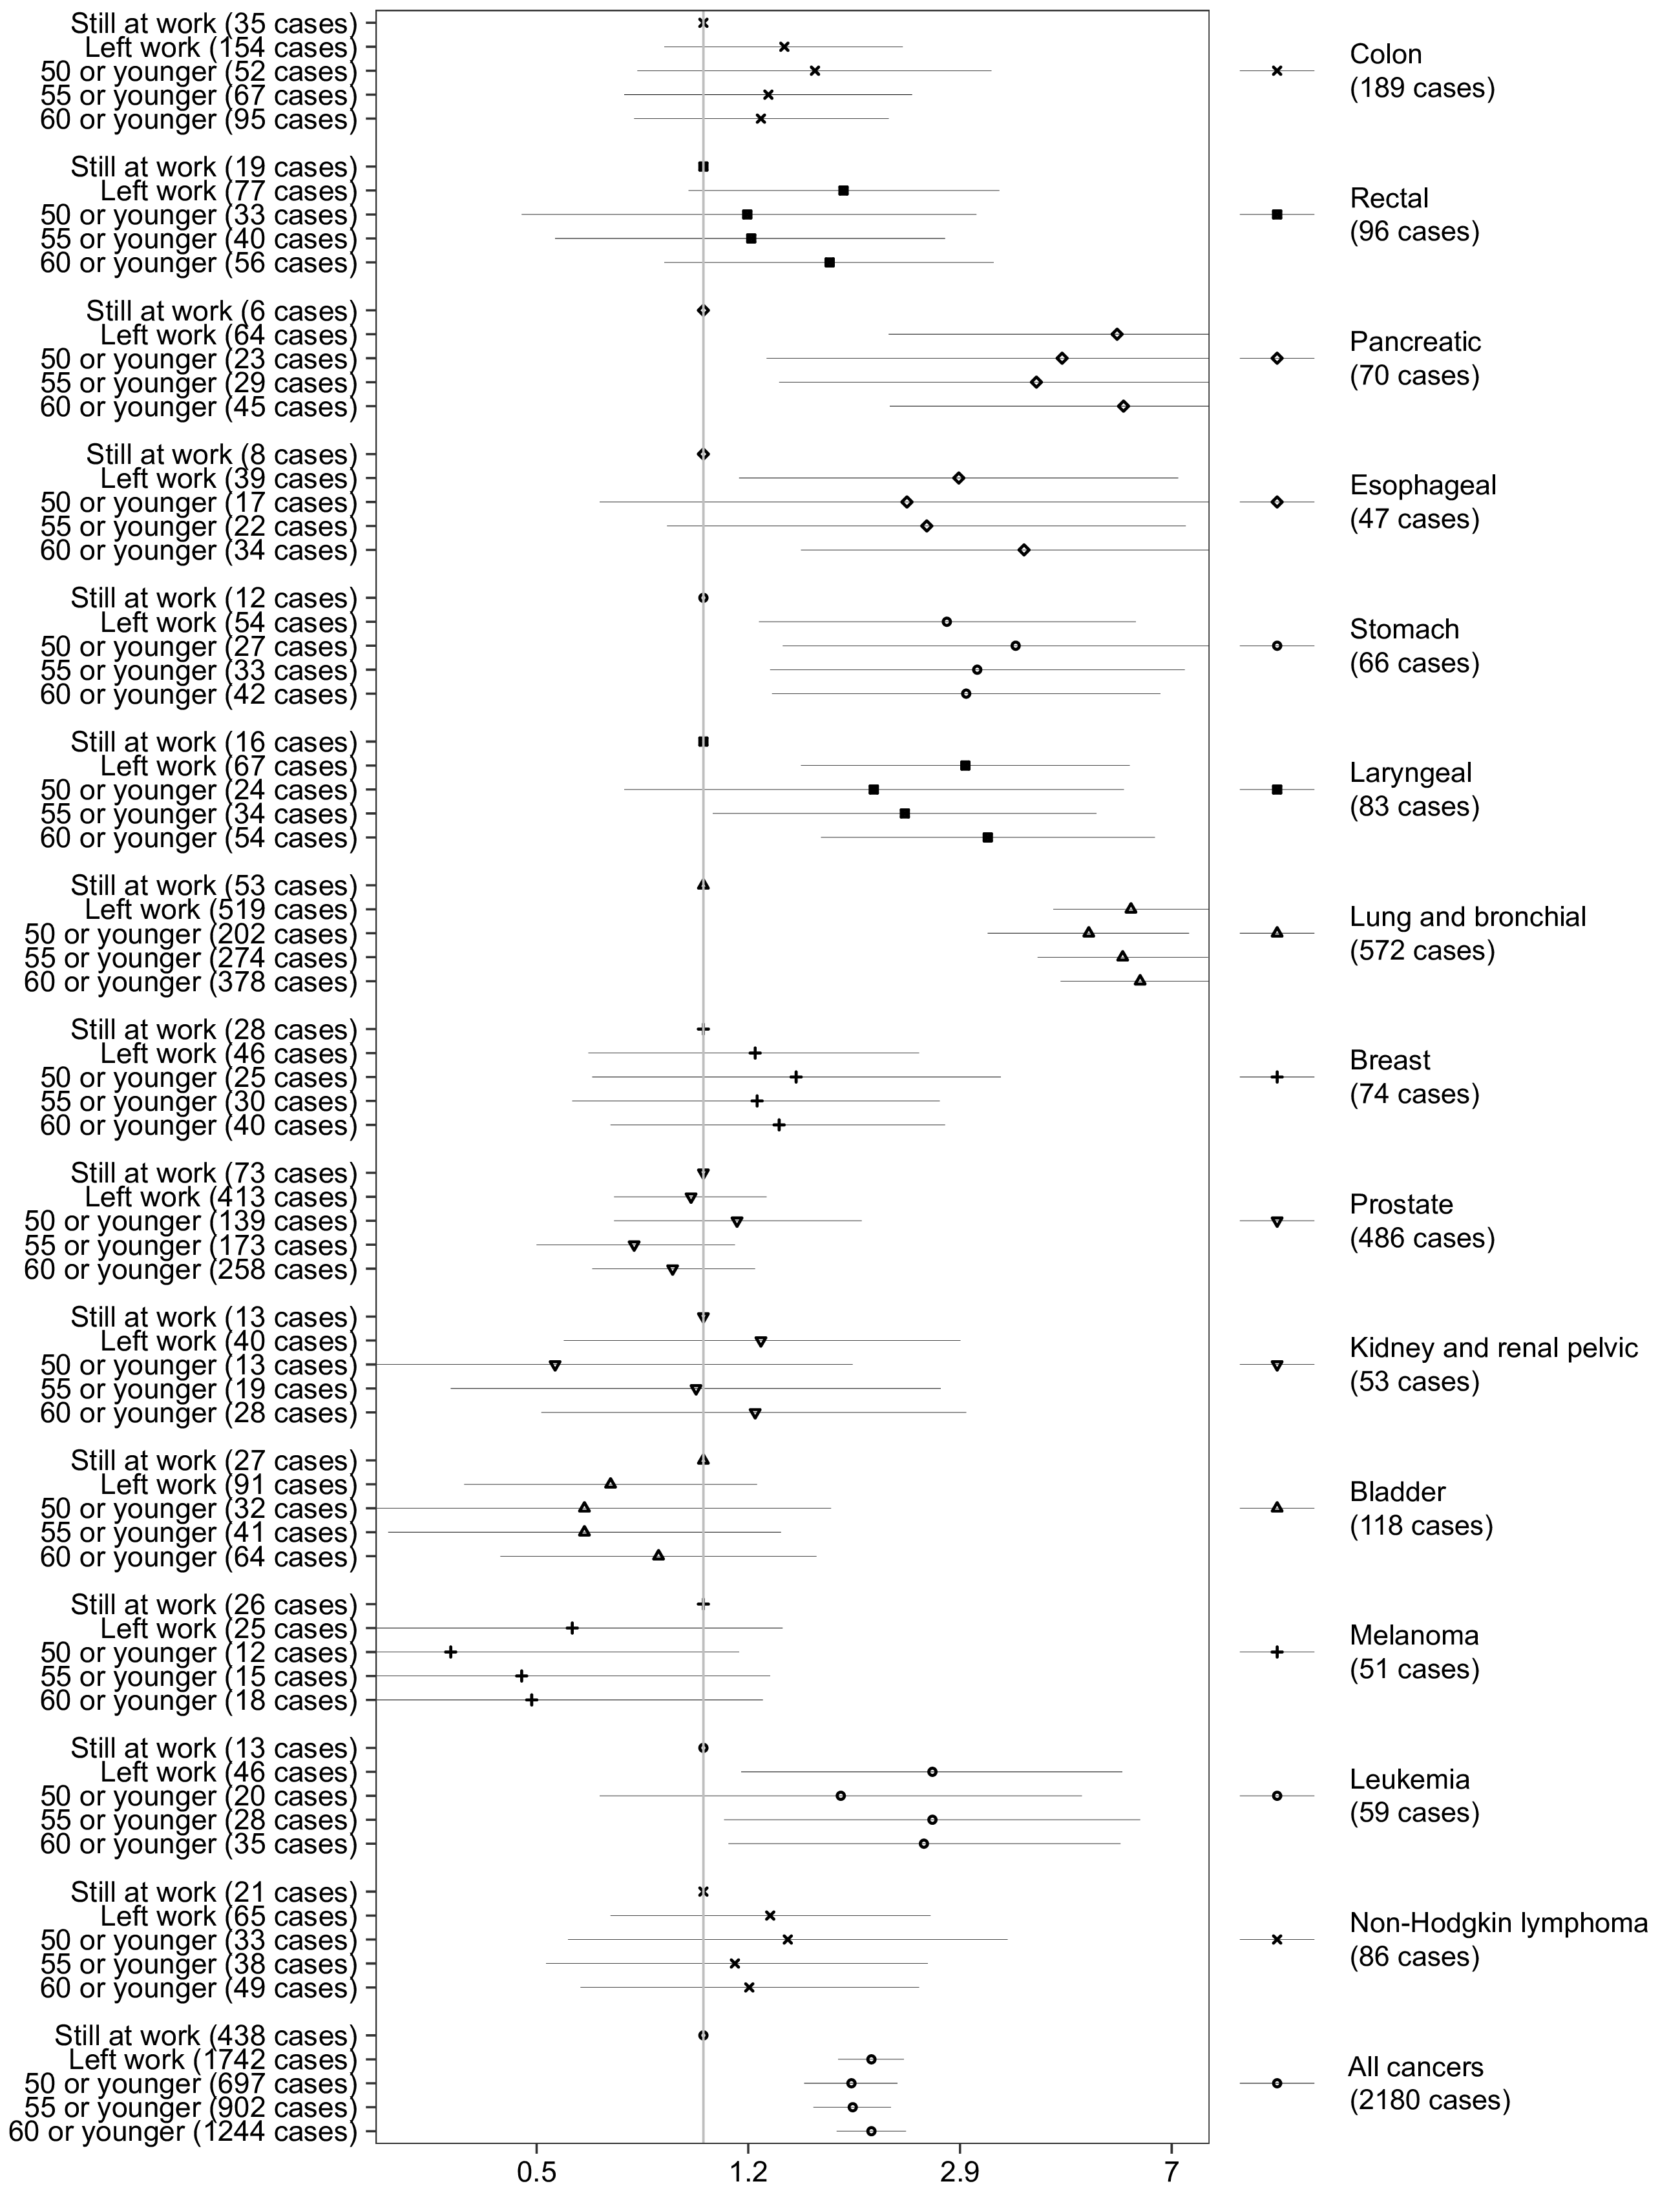 Still at work (35 cases)
Left work (154 cases)
50 or younger (52 cases)
55 or younger (67 cases)
60 or younger (95 cases)
Colon
(189 cases)
Still at work (19 cases)
Left work (77 cases)
50 or younger (33 cases)
55 or younger (40 cases)
60 or younger (56 cases)
Rectal
(96 cases)
Still at work (6 cases)
Left work (64 cases)
50 or younger (23 cases)
55 or younger (29 cases)
60 or younger (45 cases)
Pancreatic
(70 cases)
Still at work (8 cases)
Left work (39 cases)
50 or younger (17 cases)
55 or younger (22 cases)
60 or younger (34 cases)
Esophageal
(47 cases)
Still at work (12 cases)
Left work (54 cases)
50 or younger (27 cases)
55 or younger (33 cases)
60 or younger (42 cases)
Stomach
(66 cases)
Still at work (16 cases)
Left work (67 cases)
50 or younger (24 cases)
55 or younger (34 cases)
60 or younger (54 cases)
Laryngeal
(83 cases)
Still at work (53 cases)
Left work (519 cases)
50 or younger (202 cases)
55 or younger (274 cases)
60 or younger (378 cases)
Lung and bronchial
(572 cases)
Still at work (28 cases)
Left work (46 cases)
50 or younger (25 cases)
55 or younger (30 cases)
60 or younger (40 cases)
Breast
(74 cases)
Still at work (73 cases)
Left work (413 cases)
50 or younger (139 cases)
55 or younger (173 cases)
60 or younger (258 cases)
Prostate
(486 cases)
Still at work (13 cases)
Left work (40 cases)
50 or younger (13 cases)
55 or younger (19 cases)
60 or younger (28 cases)
Kidney and renal pelvic
(53 cases)
Still at work (27 cases)
Left work (91 cases)
50 or younger (32 cases)
55 or younger (41 cases)
60 or younger (64 cases)
Bladder
(118 cases)
Still at work (26 cases)
Left work (25 cases)
50 or younger (12 cases)
55 or younger (15 cases)
60 or younger (18 cases)
Melanoma
(51 cases)
Still at work (13 cases)
Left work (46 cases)
50 or younger (20 cases)
55 or younger (28 cases)
60 or younger (35 cases)
Leukemia
(59 cases)
Still at work (21 cases)
Left work (65 cases)
50 or younger (33 cases)
55 or younger (38 cases)
60 or younger (49 cases)
Non-Hodgkin lymphoma
(86 cases)
Still at work (438 cases)
Left work (1742 cases)
50 or younger (697 cases)
55 or younger (902 cases)
60 or younger (1244 cases)
All cancers
(2180 cases)
0.5 1.2 2.9 7